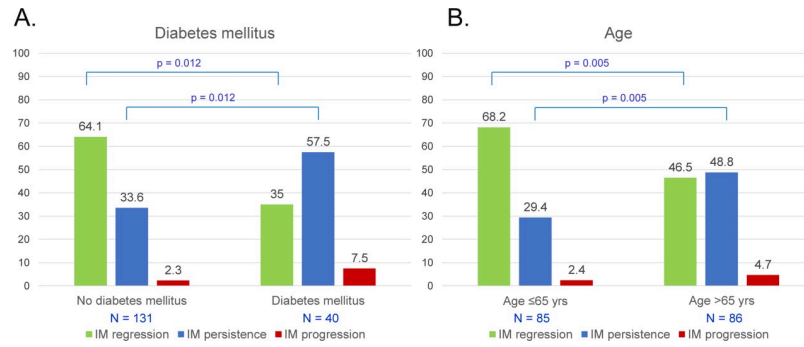 A.
Diabetes mellitus
100
90
80
70
60
50
40
30
20
10
0
p = 0.012
p = 0.012
64.1
33.6
2.3
35
57.5
7.5
No diabetes mellitus
Diabetes mellitus
N = 131
N = 40
IM regression IM persistence IM progression
B.
Age
100
90
80
70
60
50
40
30
20
10
0
p = 0.005
p = 0.005
68.2
29.4
2.4
46.5
48.8
4.7
Age ≤65 yrs
Age >65 yrs
N = 85
N = 86
IM regression IM persistence IM progression